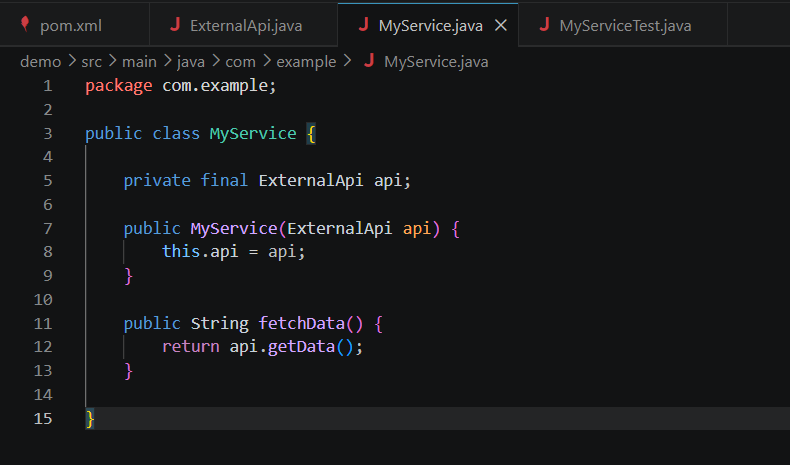 pom.xml
ExternalApi.java
MyService.java
MyServiceTest.java
demo > src > main > java > com > example > MyService.java
1 package com.example;
2
3 public class MyService {
4
5 private final ExternalApi api;
6
7 public MyService(ExternalApi api) {
8 this.api = api;
9 }
10
11 public String fetchData() {
12 return api.getData();
13 }
14
15 }